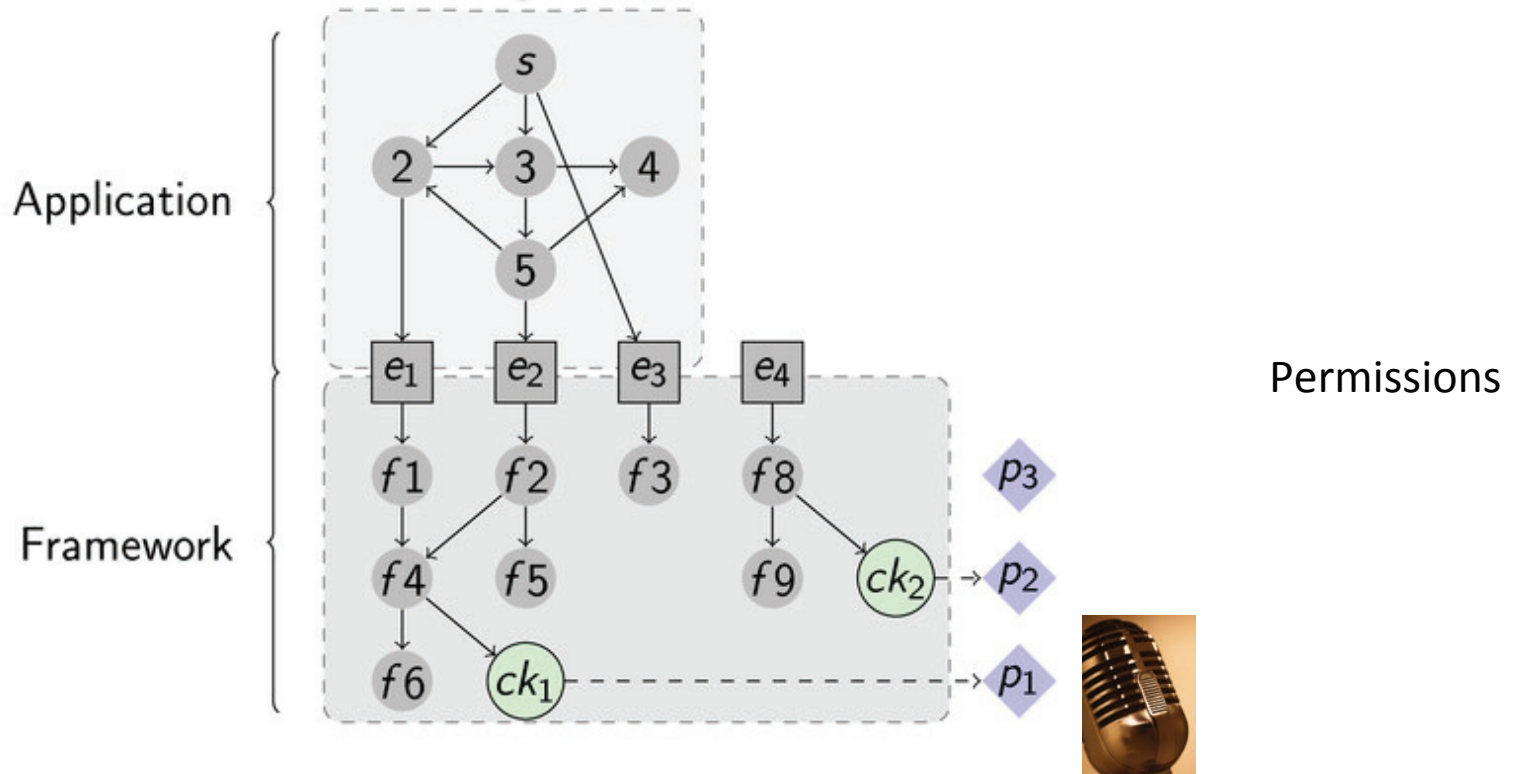 s
2 3 4
Application
5
e1 e2 e3 e4
Permissions
f1 f2 f3 f8 p3
Framework
f4 f5 f9 ck2 p2
f6 ck1 p1